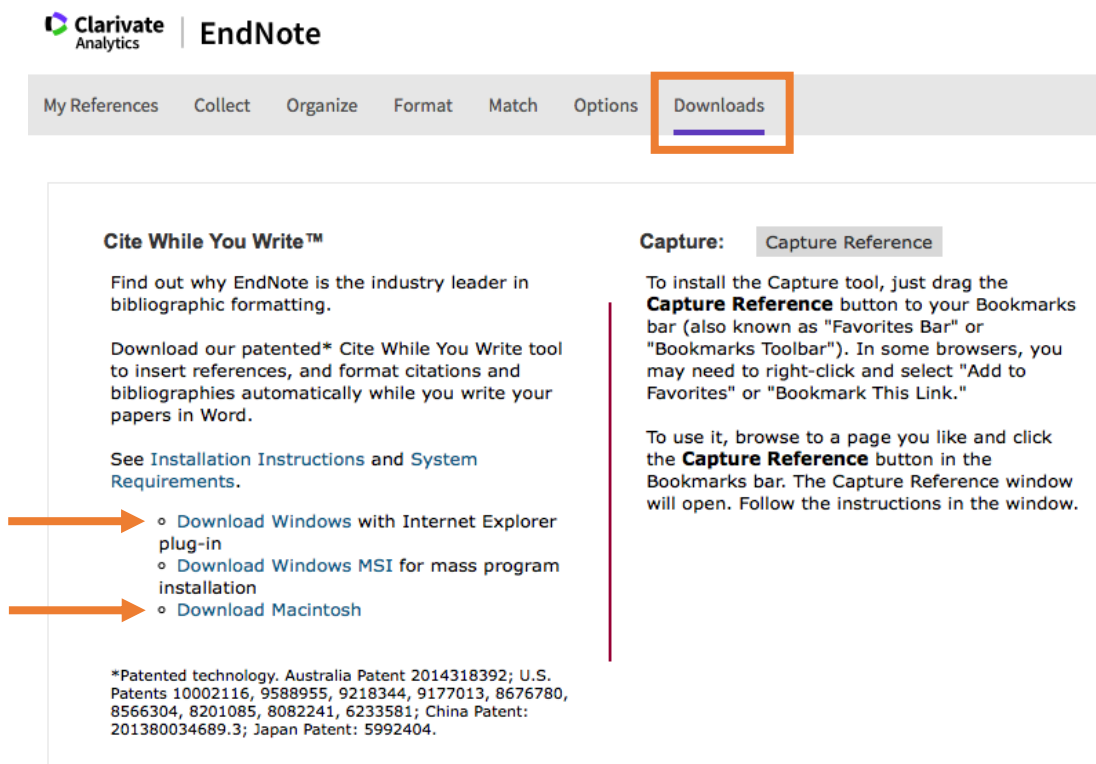 Clarivate
Analytics
EndNote
My References Collect Organize Format Match Options Downloads
Cite While You Write™
Find out why EndNote is the industry leader in
bibliographic formatting.
Download our patented* Cite While You Write tool
to insert references, and format citations and
bibliographies automatically while you write your
papers in Word.
See Installation Instructions and System
Requirements.
Download Windows with Internet Explorer
plug-in
Download Windows MSI for mass program
installation
Download Macintosh
*Patented technology. Australia Patent 2014318392; U.S.
Patents 10002116, 9588955, 9218344, 9177013, 8676780,
8566304, 8201085, 8082241, 6233581; China Patent:
201380034689.3; Japan Patent: 5992404.
Capture: Capture Reference
To install the Capture tool, just drag the
Capture Reference button to your Bookmarks
bar (also known as "Favorites Bar" or
"Bookmarks Toolbar"). In some browsers, you
may need to right-click and select "Add to
Favorites" or "Bookmark This Link."
To use it, browse to a page you like and click
the Capture Reference button in the
Bookmarks bar. The Capture Reference window
will open. Follow the instructions in the window.